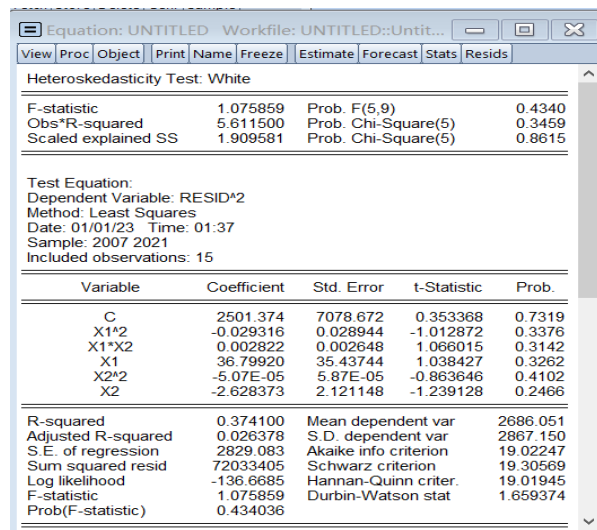 Equation: UNTITLED Workfile: UNTITLED::Untit...
View Proc Object Print Name Freeze Estimate Forecast Stats Resids
Heteroskedasticity Test: White
F-statistic 1.075859 Prob. F(5,9) 0.4340
Obs*R-squared 5.611500 Prob. Chi-Square(5) 0.3459
Scaled explained SS 1.909581 Prob. Chi-Square(5) 0.8615
Test Equation:
Dependent Variable: RESID^2
Method: Least Squares
Date: 01/01/23 Time: 01:37
Sample: 2007 2021
Included observations: 15
Variable Coefficient Std. Error t-Statistic Prob.
C 2501.374 7078.672 0.353368 0.7319
X1^2 -0.029316 0.028944 -1.012872 0.3376
X1*X2 0.002822 0.002648 1.066015 0.3142
X1 36.79920 35.43744 1.038427 0.3262
X2^2 -5.07E-05 5.87E-05 -0.863646 0.4102
X2 -2.628373 2.121148 -1.239128 0.2466
R-squared 0.374100 Mean dependent var 2686.051
Adjusted R-squared 0.026378 S.D. dependent var 2867.150
S.E. of regression 2829.083 Akaike info criterion 19.02247
Sum squared resid 72033405 Schwarz criterion 19.30569
Log likelihood -136.6685 Hannan-Quinn criter. 19.01945
F-statistic 1.075859 Durbin-Watson stat 1.659374
Prob(F-statistic) 0.434036